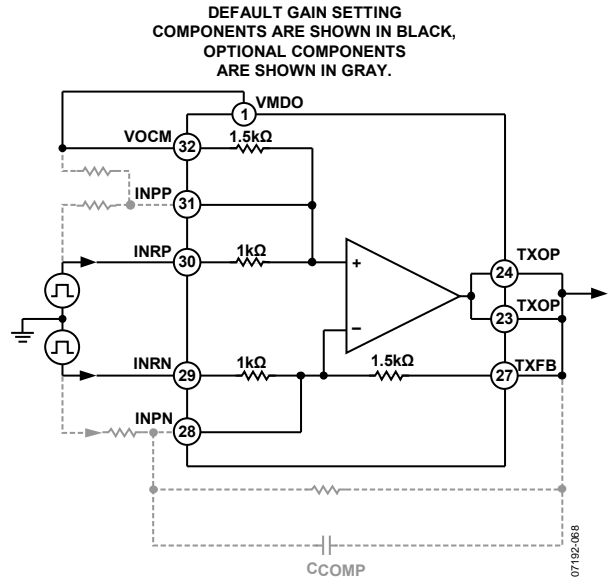 DEFAULT GAIN SETTING
COMPONENTS ARE SHOWN IN BLACK,
OPTIONAL COMPONENTS
ARE SHOWN IN GRAY.
1
VMDO
VOCM
32
1.5kΩ
INPP
31
INRP
30
1kΩ
+
24
TXOP
23
TXOP
–
INRN
29
1kΩ
1.5kΩ
27
TXFB
INPN
28
CCOMP
07192-068